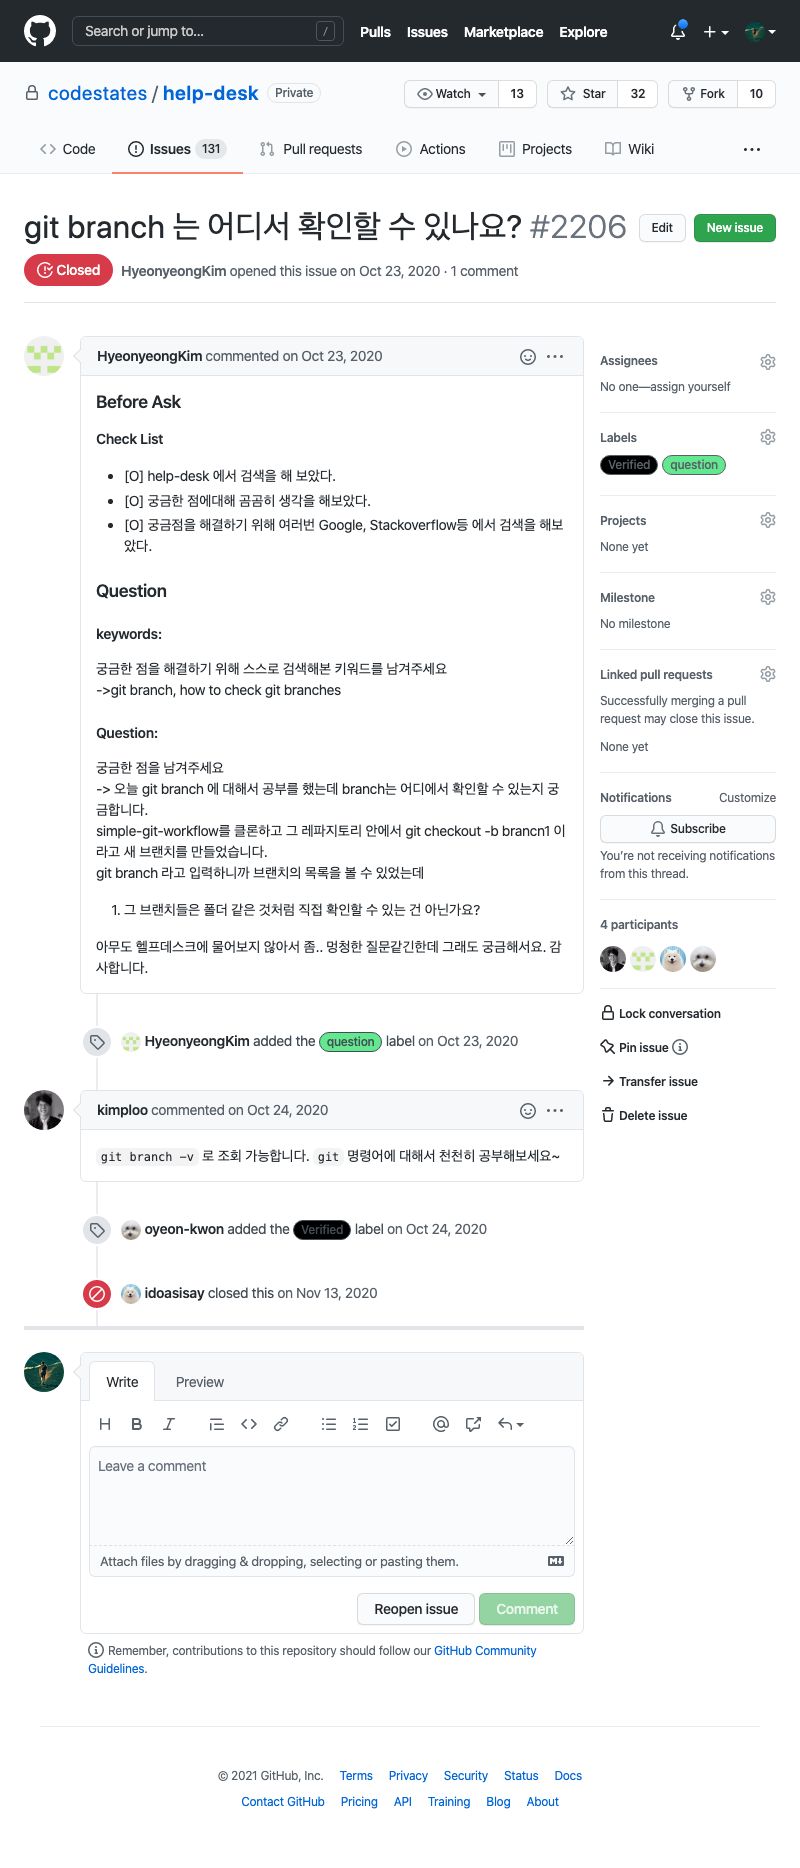 Search or jump to... /
Pulls Issues Marketplace Explore
codestates / help-desk Private
Watch 13 Star 32 Fork 10
Code Issues 131 Pull requests Actions Projects Wiki
git branch 는 어디서 확인할 수 있나요? #2206
Edit New issue
Closed HyeonyeongKim opened this issue on Oct 23, 2020 · 1 comment
HyeonyeongKim commented on Oct 23, 2020
Before Ask
Check List
• [O] help-desk 에서 검색을 해 보았다.
• [O] 궁금한 점에대해 곰곰히 생각을 해보았다.
• [O] 궁금점을 해결하기 위해 여러번 Google, Stackoverflow등 에서 검색을 해보
았다.
Question
keywords:
궁금한 점을 해결하기 위해 스스로 검색해본 키워드를 남겨주세요
->git branch, how to check git branches
Question:
궁금한 점을 남겨주세요
-> 오늘 git branch 에 대해서 공부를 했는데 branch는 어디에서 확인할 수 있는지 궁
금합니다.
simple-git-workflow를 클론하고 그 레파지토리 안에서 git checkout -b brancn1 이
라고 새 브랜치를 만들었습니다.
git branch 라고 입력하니까 브랜치의 목록을 볼 수 있었는데
1. 그 브랜치들은 폴더 같은 것처럼 직접 확인할 수 있는 건 아닌가요?
아무도 헬프데스크에 물어보지 않아서 좀.. 멍청한 질문같긴한데 그래도 궁금해서요. 감
사합니다.
HyeonyeongKim added the question label on Oct 23, 2020
kimploo commented on Oct 24, 2020
git branch -v 로 조회 가능합니다. git 명령어에 대해서 천천히 공부해보세요~
oyeon-kwon added the Verified label on Oct 24, 2020
idoasisay closed this on Nov 13, 2020
Assignees
No one—assign yourself
Labels
Verified question
Projects
None yet
Milestone
No milestone
Linked pull requests
Successfully merging a pull
request may close this issue.
None yet
Notifications Customize
Subscribe
You're not receiving notifications
from this thread.
4 participants
Lock conversation
Pin issue
Transfer issue
Delete issue
Write Preview
H B I
Leave a comment
Attach files by dragging & dropping, selecting or pasting them.
Reopen issue Comment
Remember, contributions to this repository should follow our GitHub Community
Guidelines.
© 2021 GitHub, Inc. Terms Privacy Security Status Docs
Contact GitHub Pricing API Training Blog About